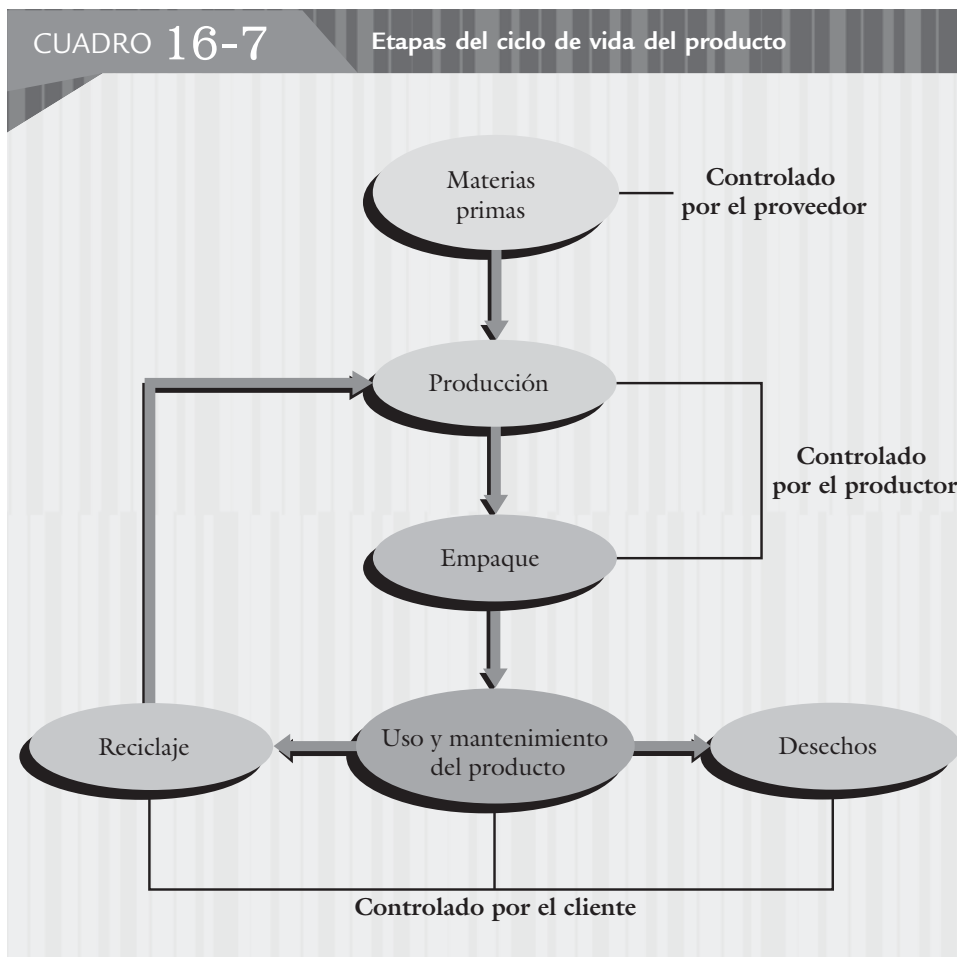 CUADRO 16-7
Etapas del ciclo de vida del producto
Materias
primas
Controlado
por el proveedor
Producción
Controlado
por el productor
Empaque
Reciclaje
Uso y mantenimiento
del producto
Desechos
Controlado por el cliente